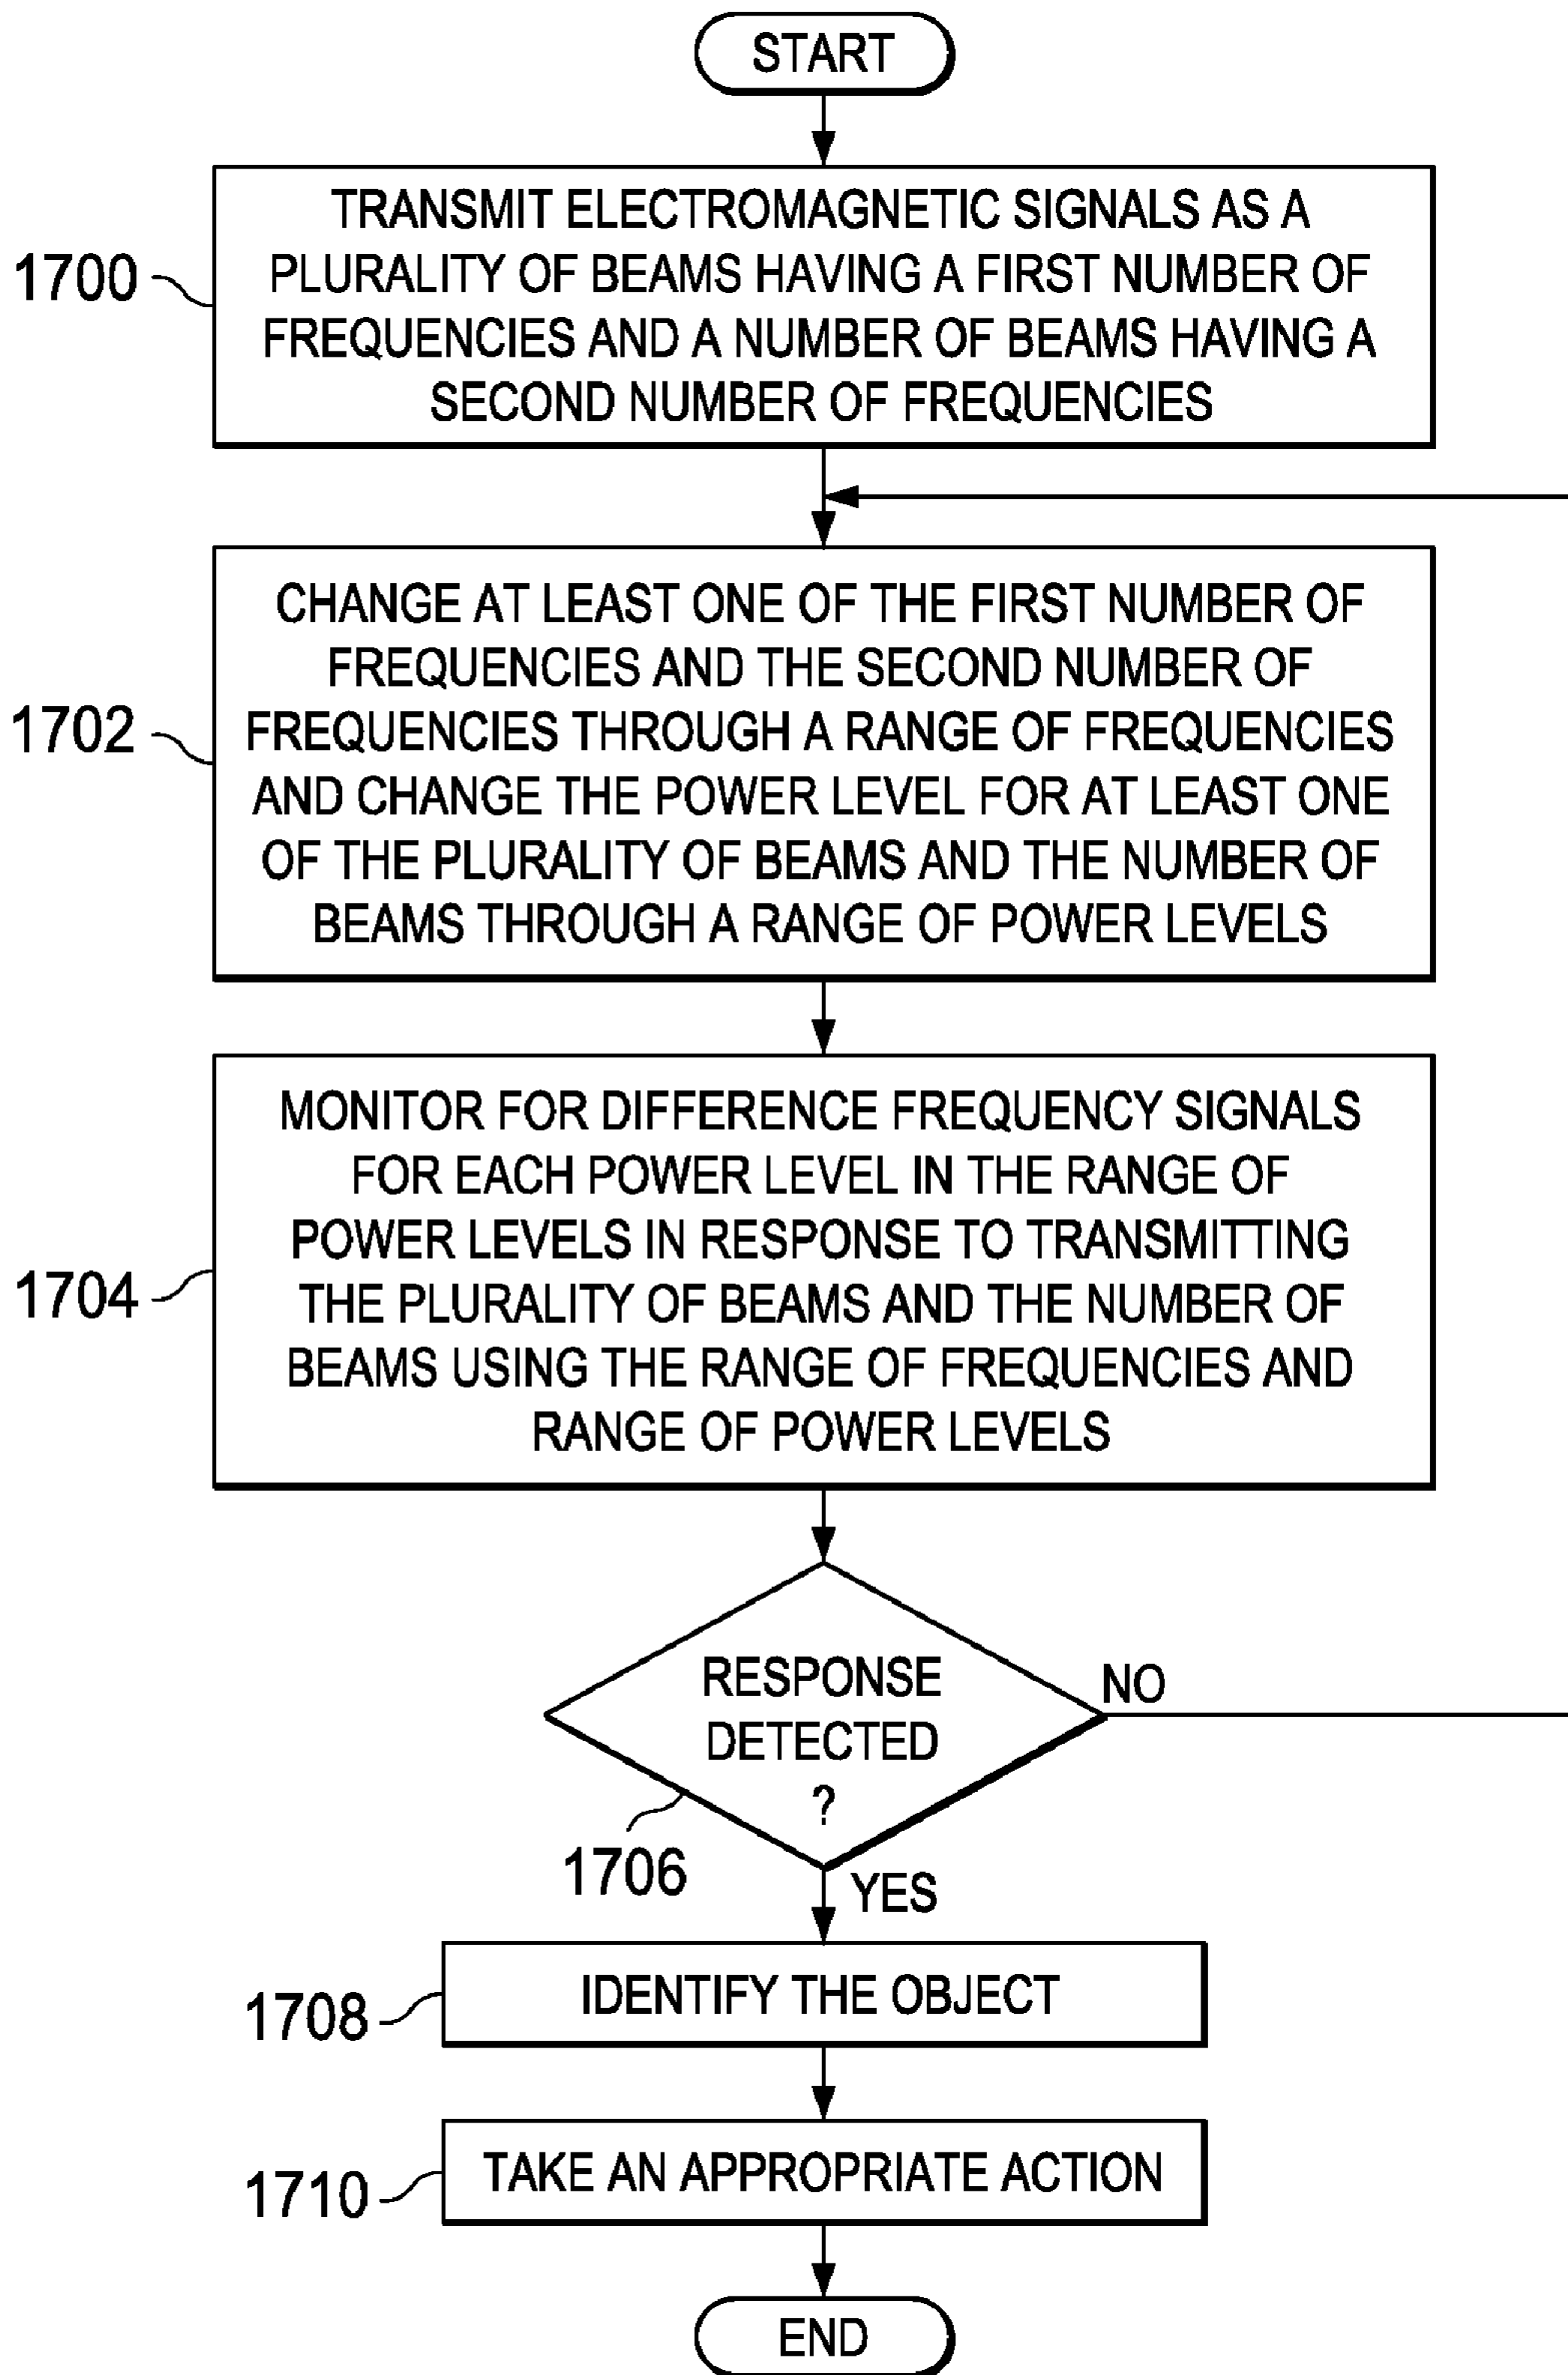 START
1700
TRANSMIT ELECTROMAGNETIC SIGNALS AS A
PLURALITY OF BEAMS HAVING A FIRST NUMBER OF
FREQUENCIES AND A NUMBER OF BEAMS HAVING A
SECOND NUMBER OF FREQUENCIES
1702
CHANGE AT LEAST ONE OF THE FIRST NUMBER OF
FREQUENCIES AND THE SECOND NUMBER OF
FREQUENCIES THROUGH A RANGE OF FREQUENCIES
AND CHANGE THE POWER LEVEL FOR AT LEAST ONE
OF THE PLURALITY OF BEAMS AND THE NUMBER OF
BEAMS THROUGH A RANGE OF POWER LEVELS
1704
MONITOR FOR DIFFERENCE FREQUENCY SIGNALS
FOR EACH POWER LEVEL IN THE RANGE OF
POWER LEVELS IN RESPONSE TO TRANSMITTING
THE PLURALITY OF BEAMS AND THE NUMBER OF
BEAMS USING THE RANGE OF FREQUENCIES AND
RANGE OF POWER LEVELS
RESPONSE
DETECTED
?
NO
1706
YES
1708
IDENTIFY THE OBJECT
1710
TAKE AN APPROPRIATE ACTION
END